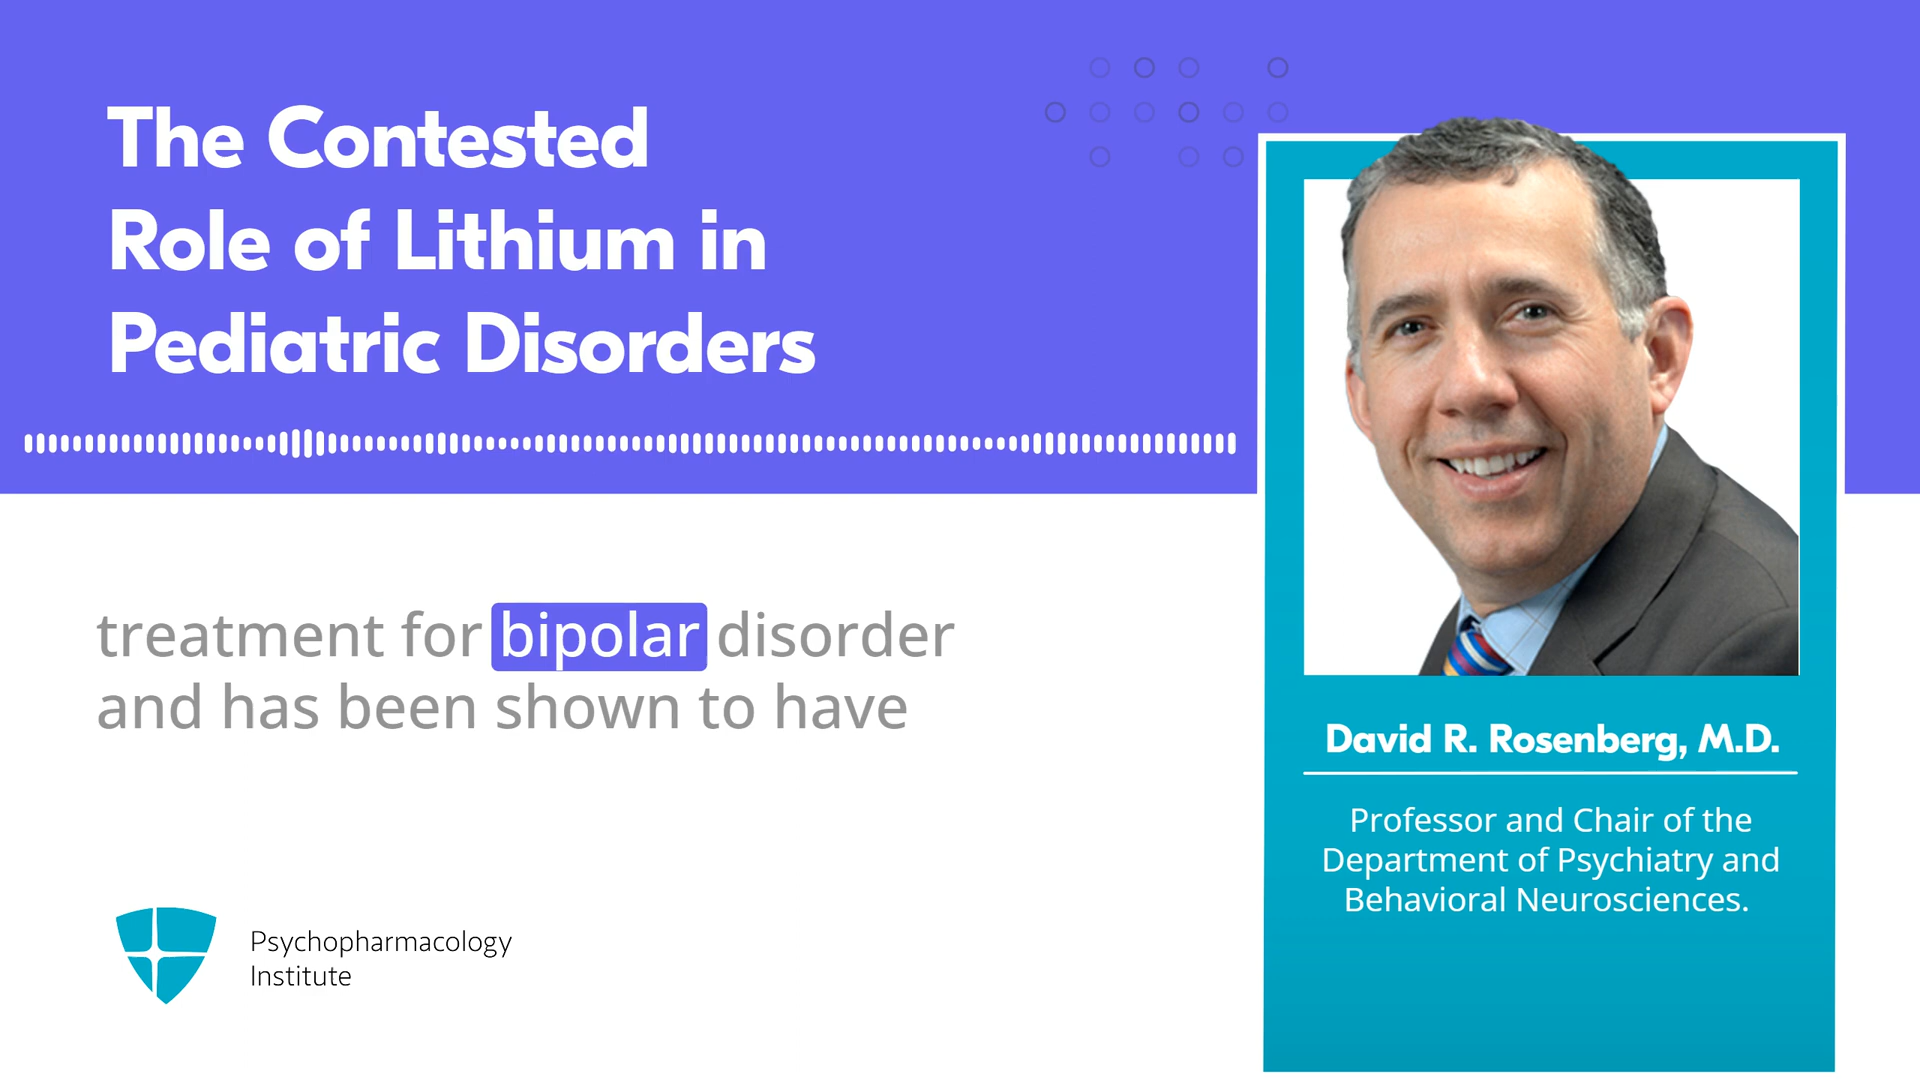 The Contested
Role of Lithium in
Pediatric Disorders
treatment for bipolar disorder
and has been shown to have
Psychopharmacology
Institute
David R. Rosenberg, M.D.
Professor and Chair of the
Department of Psychiatry and
Behavioral Neurosciences.